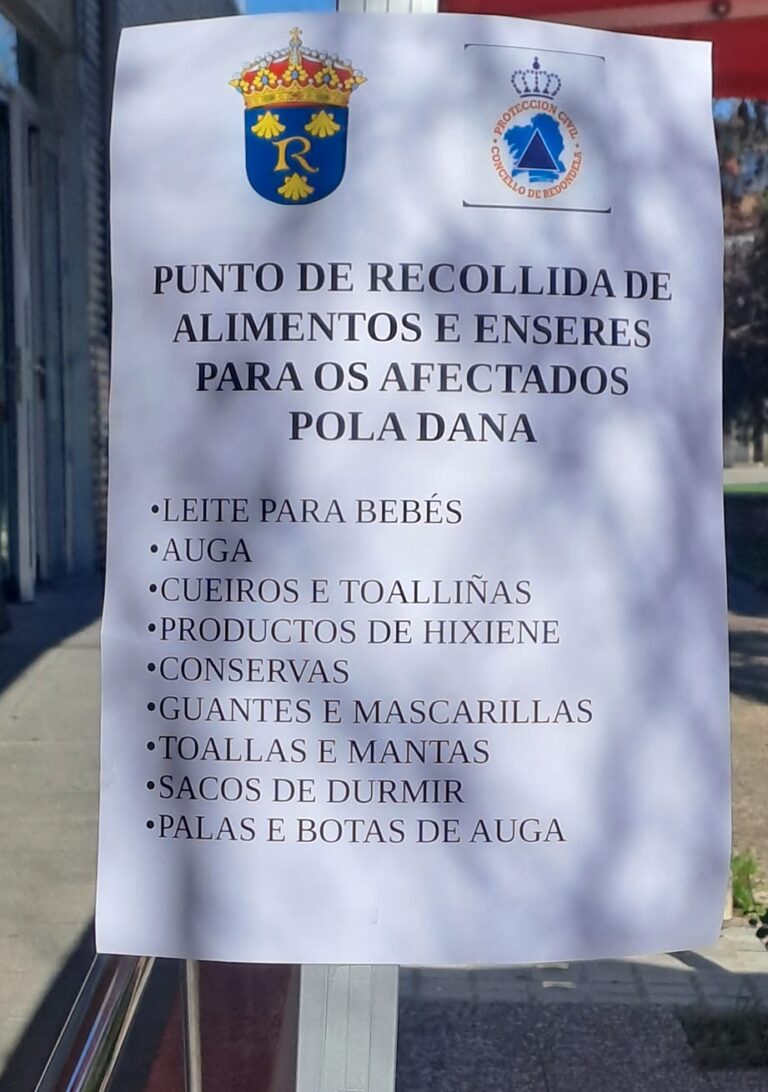 R
PROTECCION CIVIL
CONCELLO DE REDONDELA
PUNTO DE RECOLLIDA DE
ALIMENTOS E ENSERES
PARA OS AFECTADOS
POLA DANA
•LEITE PARA BEBÉS
•AUGA
•CUEIROS E TOALLIÑAS
•PRODUCTOS DE HIXIENE
•CONSERVAS
•GUANTES E MASCARILLAS
•TOALLAS E MANTAS
•SACOS DE DURMIR
•PALAS E BOTAS DE AUGA